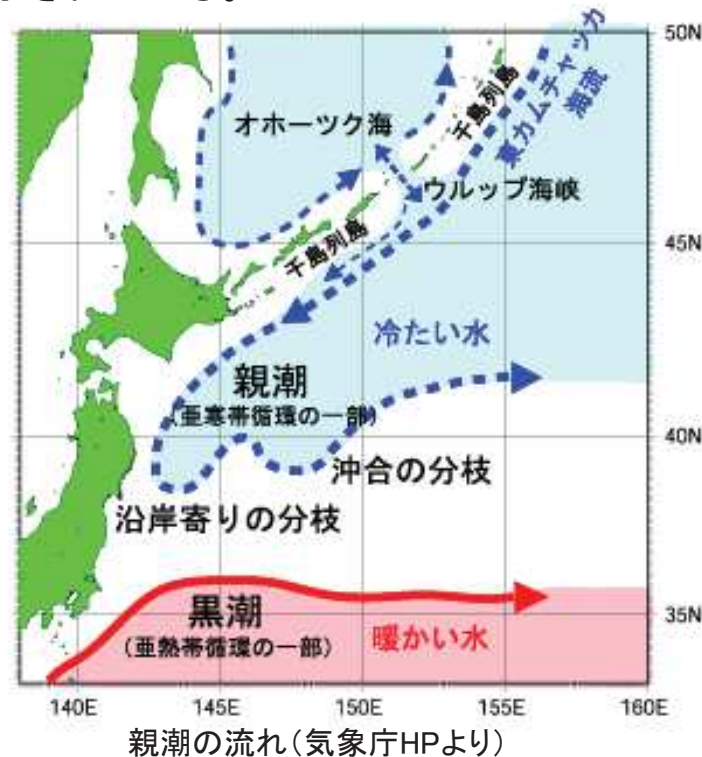 50N
東カムチャッカ
海流
千島列島
オホーツク海
ウルップ海峡
千島列島
45N
冷たい水
親潮
(亜寒帯循環の一部)
40N
沖合の分枝
沿岸寄りの分枝
黒潮
(亜熱帯循環の一部)
暖かい水
35N
140E 145E 150E 155E 160E
親潮の流れ(気象庁HPより)